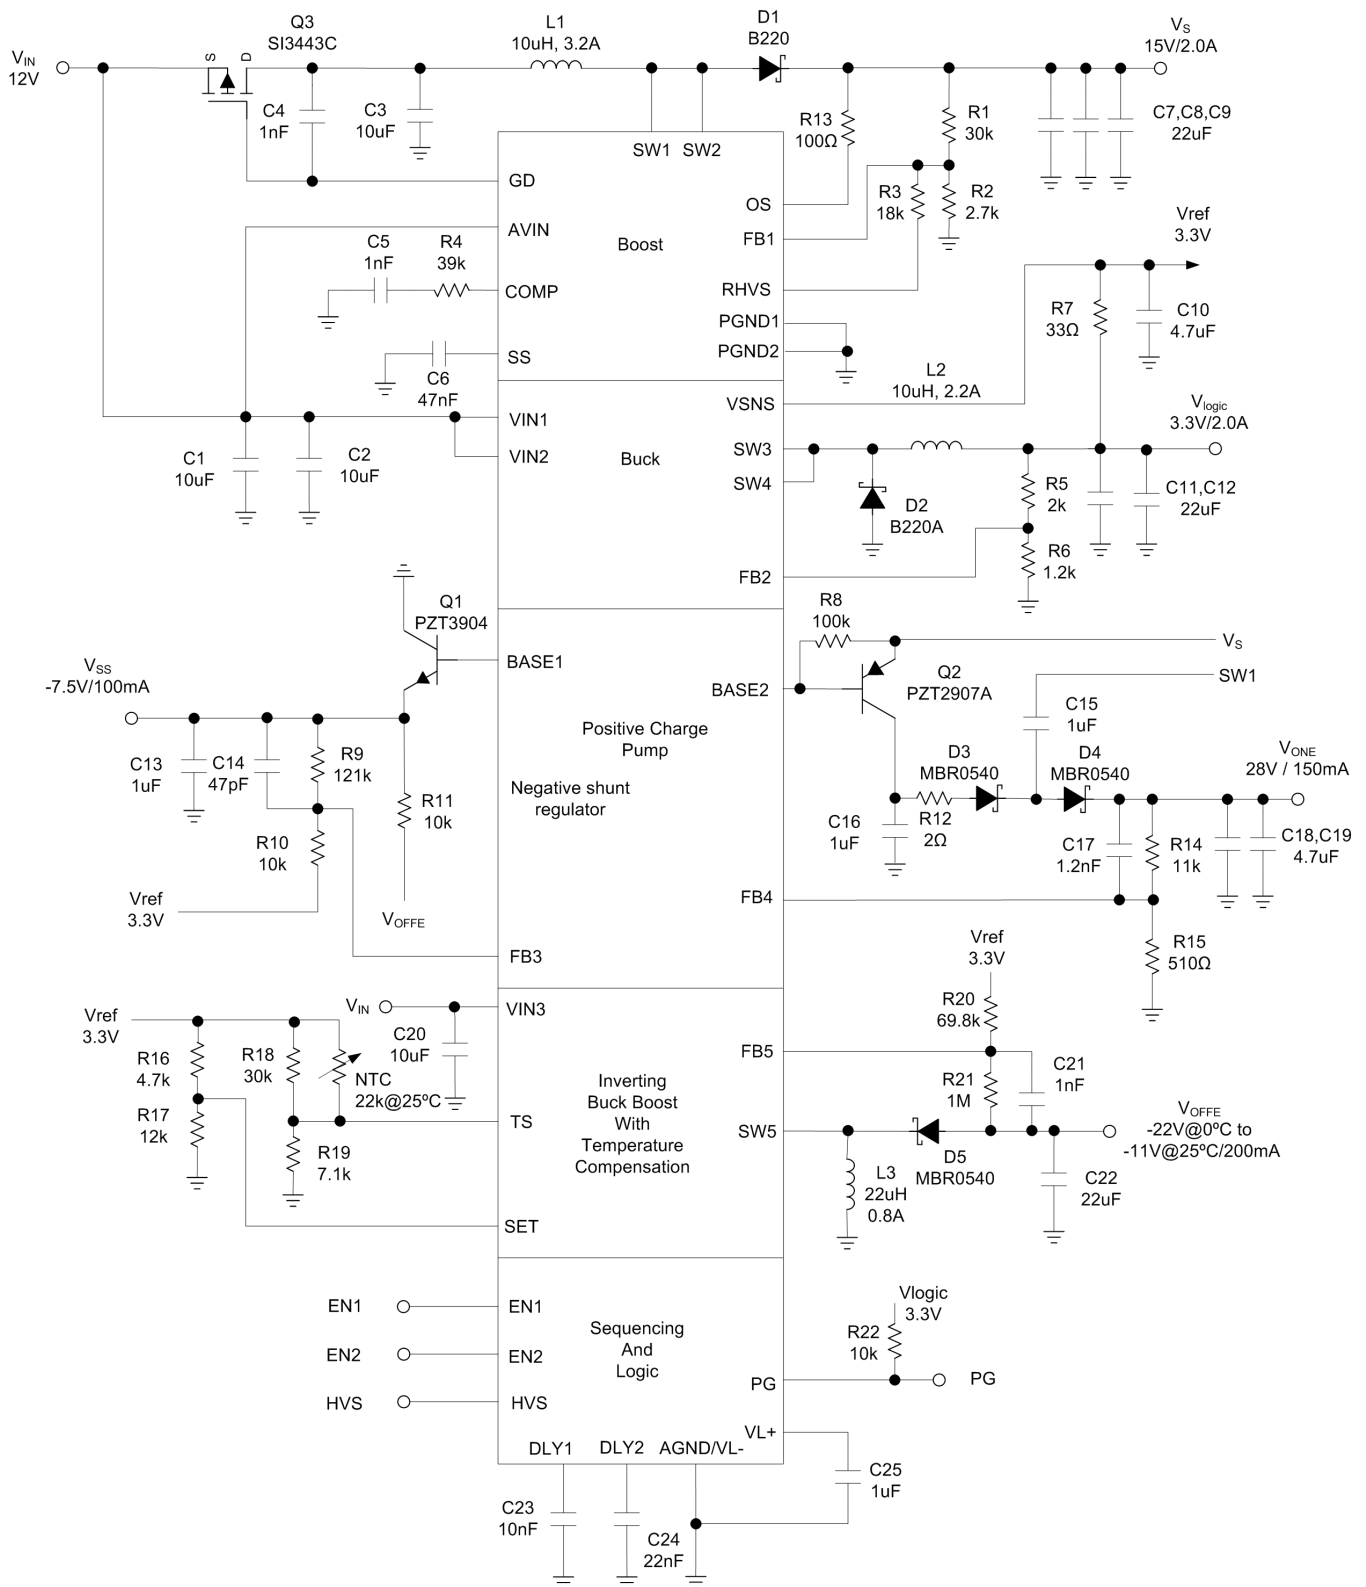 Q3
SI3443C
L1
10uH, 3.2A
D1
B220
VS
15V/2.0A
VIN
12V
S
D
C4
1nF
C3
10uF
SW1
SW2
R13
100Ω
R1
30k
C7,C8,C9
22uF
GD
OS
R3
18k
R2
2.7k
AVIN
FB1
Vref
3.3V
C5
1nF
R4
39k
Boost
COMP
RHVS
PGND1
PGND2
R7
33Ω
C10
4.7uF
SS
C6
47nF
L2
10uH, 2.2A
VSNS
Vlogic
3.3V/2.0A
VIN1
VIN2
Buck
SW3
SW4
C1
10uF
C2
10uF
D2
B220A
R5
2k
C11,C12
22uF
R6
1.2k
FB2
Q1
PZT3904
R8
100k
VS
BASE1
BASE2
Q2
PZT2907A
SW1
VSS
-7.5V/100mA
Positive Charge
Pump
C15
1uF
C13
1uF
C14
47pF
R9
121k
R11
10k
Negative shunt
regulator
D3
MBR0540
D4
MBR0540
VONE
28V / 150mA
R10
10k
C16
1uF
R12
2Ω
C17
1.2nF
R14
11k
C18,C19
4.7uF
Vref
3.3V
VOFFE
FB4
FB3
Vref
3.3V
R15
510Ω
VIN
VIN3
Vref
3.3V
R20
69.8k
R16
4.7k
R18
30k
NTC
22k@25ºC
C20
10uF
FB5
R21
1M
C21
1nF
Inverting
Buck Boost
With
Temperature
Compensation
R17
12k
TS
SW5
VOFFE
-22V@0ºC to
-11V@25ºC/200mA
R19
7.1k
D5
MBR0540
L3
22uH
0.8A
C22
22uF
SET
EN1
EN1
Vlogic
3.3V
Sequencing
And
Logic
R22
10k
EN2
EN2
PG
PG
HVS
HVS
VL+
DLY1
DLY2
AGND/VL-
C25
1uF
C23
10nF
C24
22nF